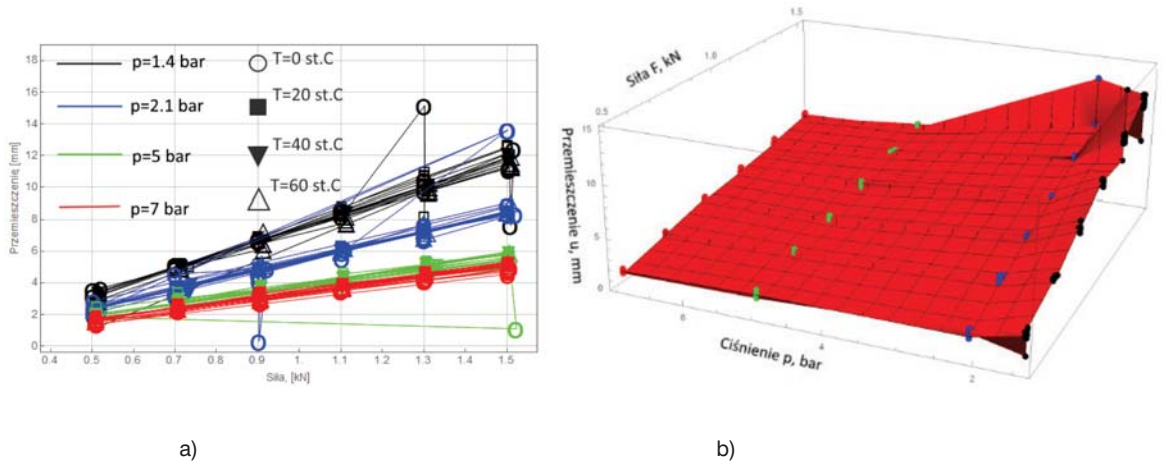 18
16
14
12
10
8
6
4
2
0
Przemieszczenię [mm]
p=1.4 bar
p=2.1 bar
p=5 bar
p=7 bar
T=0 st.C
T=20 st.C
T=40 st.C
T=60 st.C
0.4 0.5 0.6 0.7 0.8 0.9 1. 1.1 1.2 1.3 1.4 1.5
Siła, [kN]
1.5
Siła F, kN
1.0
0.5
15
10
5
0
Przemieszczenie u, mm
6
4
2
Ciśnienie p, bar
a)
b)